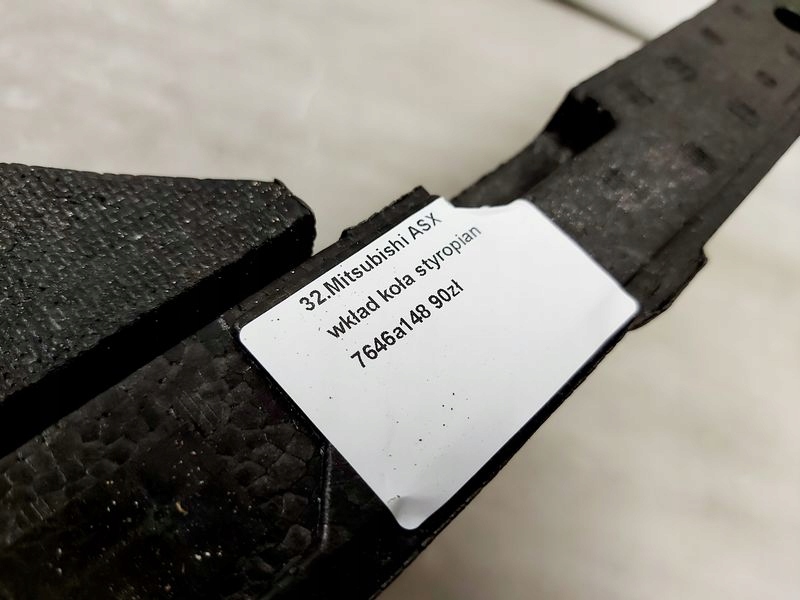 32.Mitsubishi ASX
wkład koła styropian
7646a148 90zł